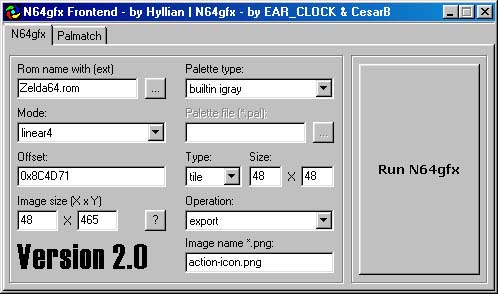 N64gfx Frontend - by Hyllian | N64gfx - by EAR_CLOCK & CesarB
N64gfx Palmatch
Rom name with (ext)
Zelda64.rom ...
Mode:
linear4
Offset:
0x8C4D71
Image size (X x Y)
48 X 465 ?
Version 2.0
Palette type:
builtin igray
Palette file (*.pal):
...
Type: Size:
tile 48 X 48
Operation:
export
Image name *.png:
action-icon.png
Run N64gfx